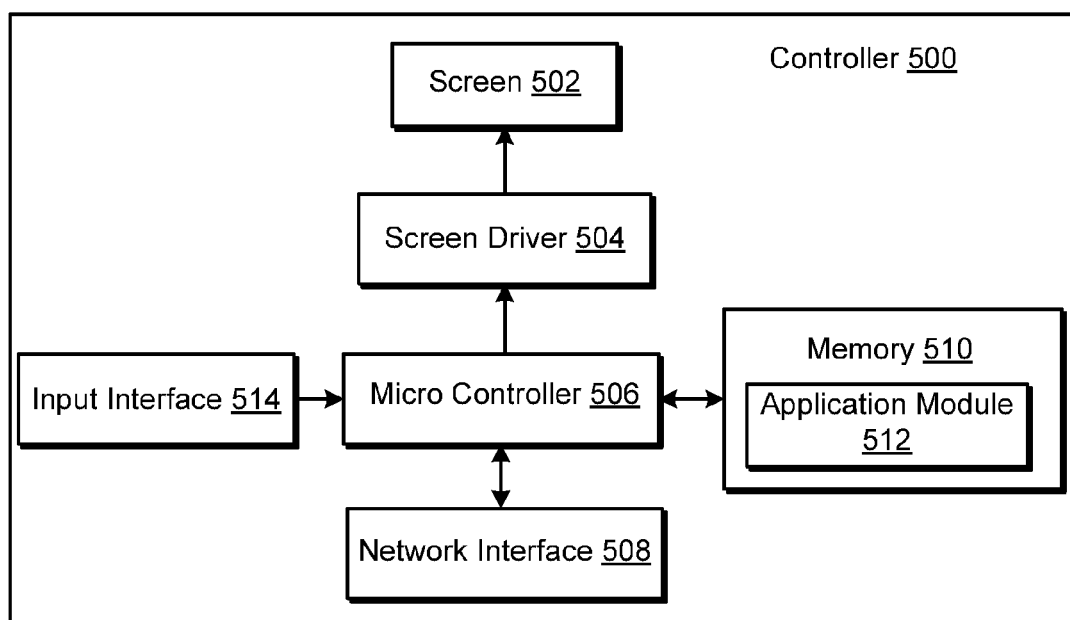 Controller 500
Screen 502
Screen Driver 504
Input Interface 514
Micro Controller 506
Memory 510
Application Module
512
Network Interface 508